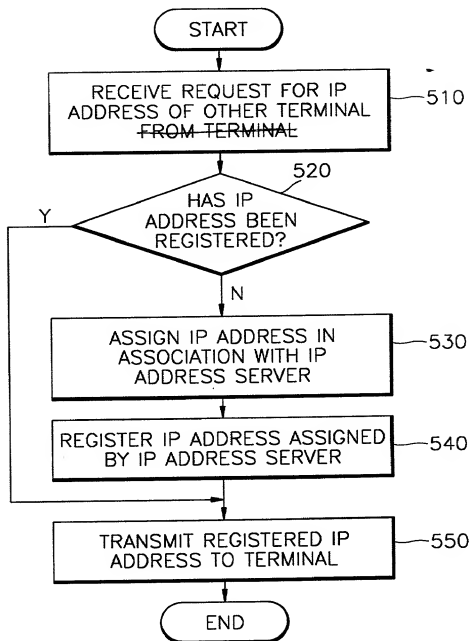 START
RECEIVE REQUEST FOR IP
ADDRESS OF OTHER TERMINAL
FROM TERMINAL
510
520
HAS IP
ADDRESS BEEN
REGISTERED?
Y
N
ASSIGN IP ADDRESS IN
ASSOCIATION WITH IP
ADDRESS SERVER
530
REGISTER IP ADDRESS ASSIGNED
BY IP ADDRESS SERVER
540
TRANSMIT REGISTERED IP
ADDRESS TO TERMINAL
550
END